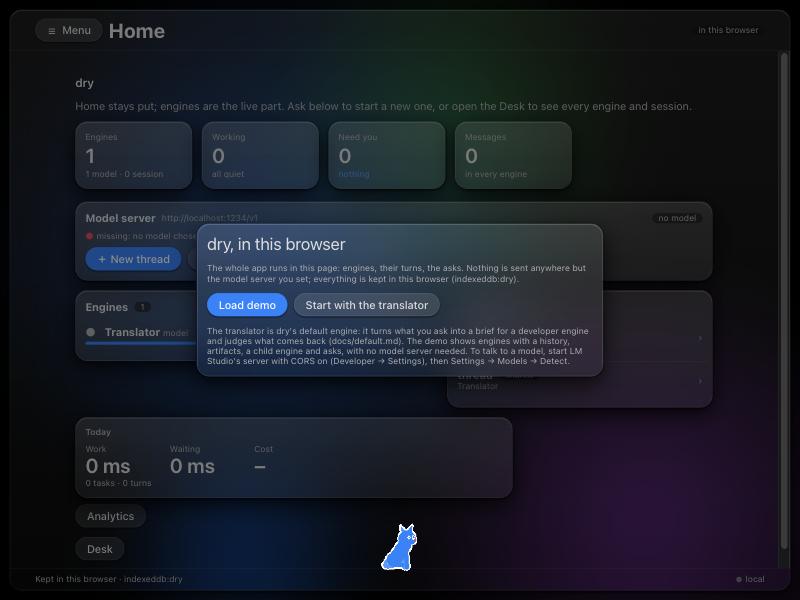 ≡ Menu Home
in this browser
dry
Home stays put; engines are the live part. Ask below to start a new one, or open the Desk to see every engine and session.
Engines
1
1 model · 0 session
Working
0
all quiet
Need you
0
nothing
Messages
0
in every engine
Model server http://localhost:1234/v1
no model
missing: no model chose
+ New thread
dry, in this browser
The whole app runs in this page: engines, their turns, the asks. Nothing is sent anywhere but
the model server you set; everything is kept in this browser (indexeddb:dry).
Load demo
Start with the translator
The translator is dry's default engine: it turns what you ask into a brief for a developer engine
and judges what comes back (docs/default.md). The demo shows engines with a history,
artifacts, a child engine and asks, with no model server needed. To talk to a model, start LM
Studio's server with CORS on (Developer → Settings), then Settings → Models → Detect.
Engines 1
Translator model
Translator
Today
Work
0 ms
0 tasks · 0 turns
Waiting
0 ms
Cost
–
Analytics
Desk
Kept in this browser · indexeddb:dry
local